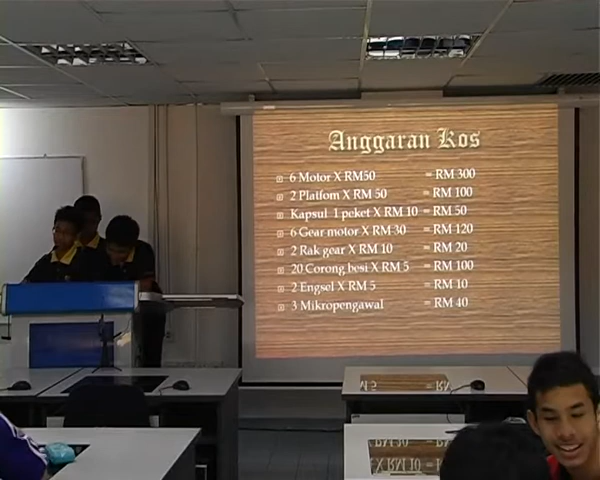 Anggaran Kos
6 Motor X RM50 = RM 300
2 Platfom X RM 50 = RM 100
Kapsul 1 peket X RM 10 = RM 50
6 Gear motor X RM 30 = RM 120
2 Rak gear X RM 10 = RM 20
20 Corong besi X RM 5 = RM 100
2 Engsel X RM 5 = RM 10
3 Mikropengawal = RM 40